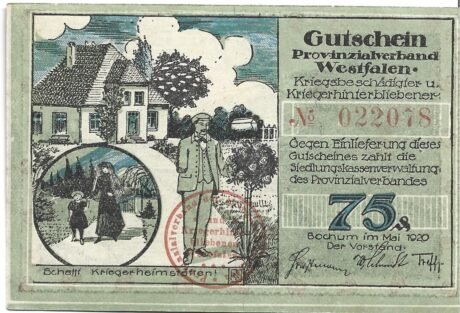 Gutschein
Provinzialverband
Westfalen.
Kriegsbeschädigter u.
Kriegerhinterbliebener
№ 022078
Gegen Einlieferung dieses
Gutscheines zahlt die
Siedlungskassenverwaltung
des Provinzialverbandes
75 ₰
Bochum im Mai 1920
Der Vorstand:
Schafft Kriegerheimstätten!